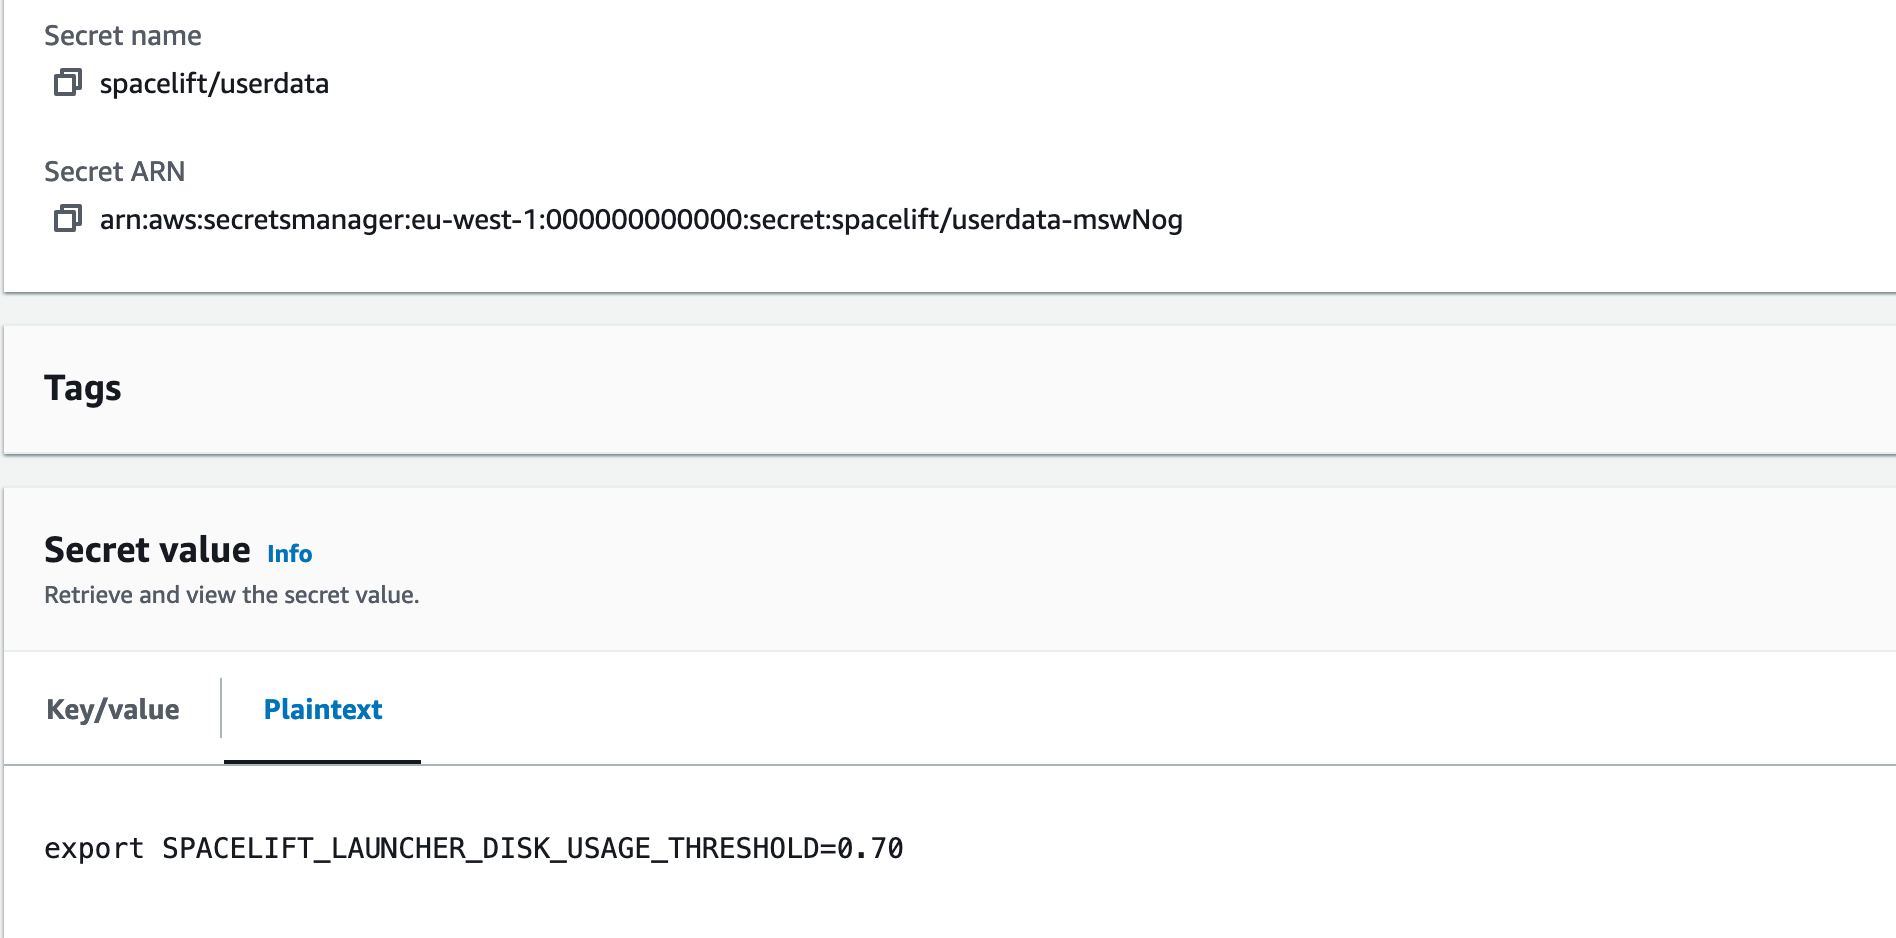 Secret name
spacelift/userdata
Secret ARN
arn:aws:secretsmanager:eu-west-1:000000000000:secret:spacelift/userdata-mswNog
Tags
Secret value Info
Retrieve and view the secret value.
Key/value Plaintext
export SPACELIFT_LAUNCHER_DISK_USAGE_THRESHOLD=0.70